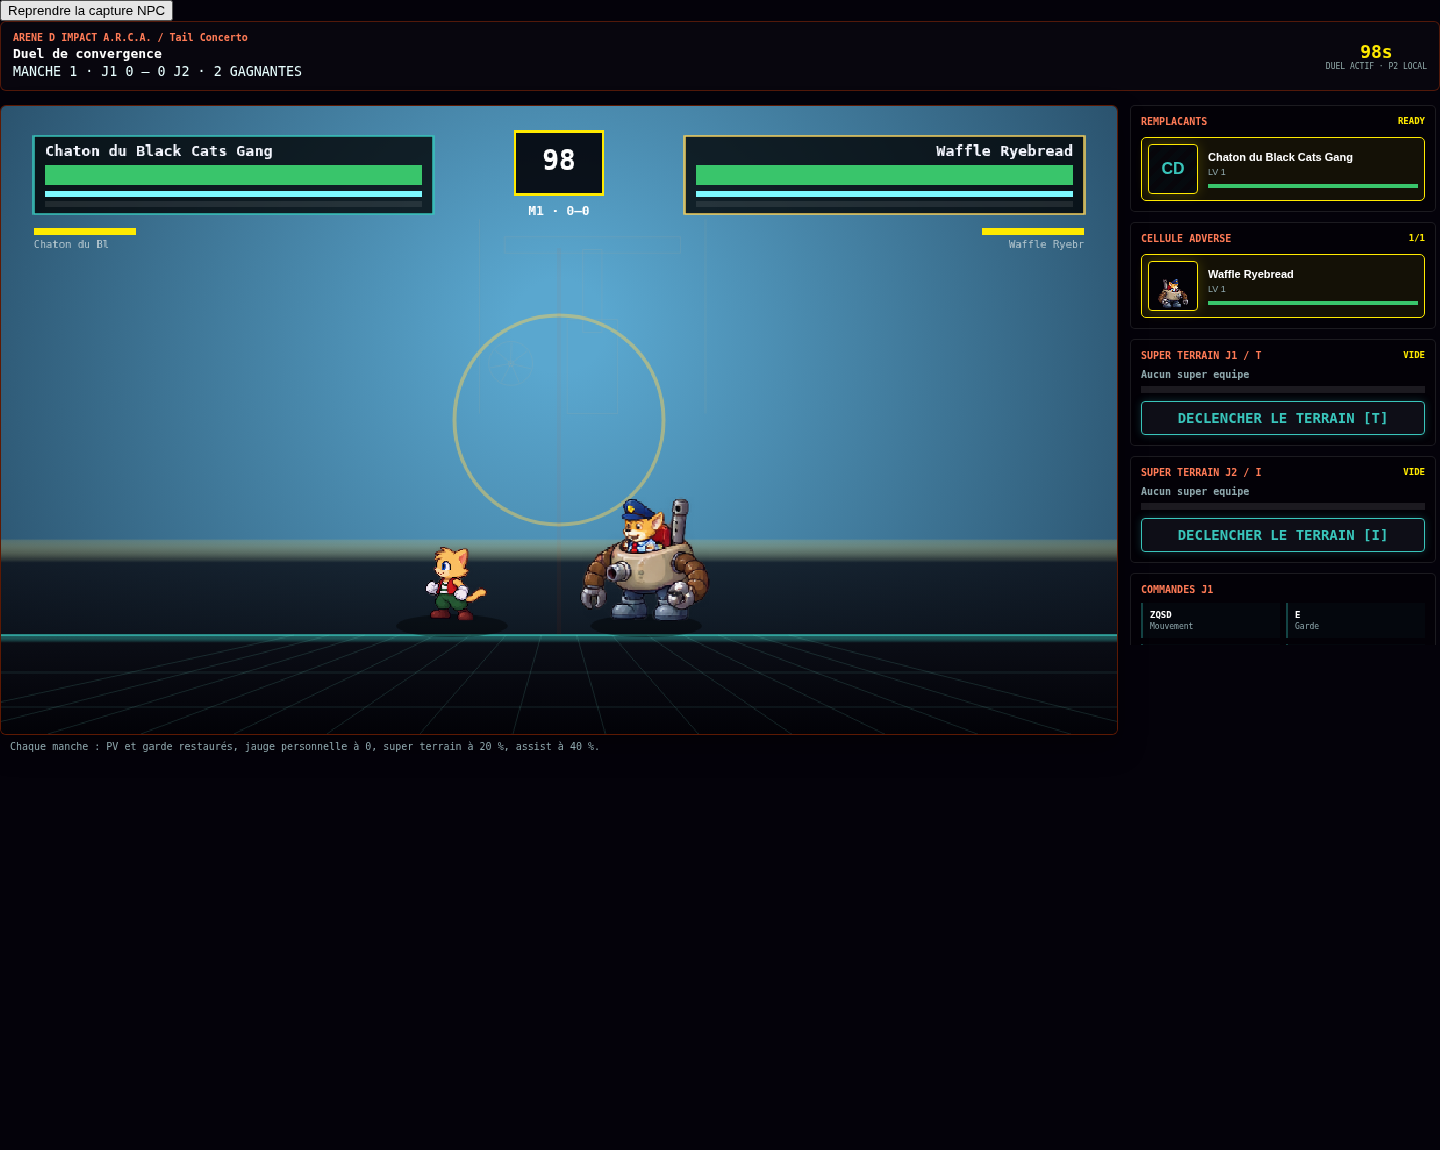 Reprendre la capture NPC
ARENE D IMPACT A.R.C.A. / Tail Concerto
Duel de convergence
MANCHE 1 · J1 0 — 0 J2 · 2 GAGNANTES
98s
DUEL ACTIF · P2 LOCAL
Chaton du Black Cats Gang
98
Waffle Ryebread
M1 · 0—0
Chaton du Bl
Waffle Ryebr
REMPLACANTS
READY
CD
Chaton du Black Cats Gang
LV 1
CELLULE ADVERSE
1/1
Waffle Ryebread
LV 1
SUPER TERRAIN J1 / T
VIDE
Aucun super equipe
DECLENCHER LE TERRAIN [T]
SUPER TERRAIN J2 / I
VIDE
Aucun super equipe
DECLENCHER LE TERRAIN [I]
COMMANDES J1
ZQSD
Mouvement
E
Garde
Chaque manche : PV et garde restaurés, jauge personnelle à 0, super terrain à 20 %, assist à 40 %.